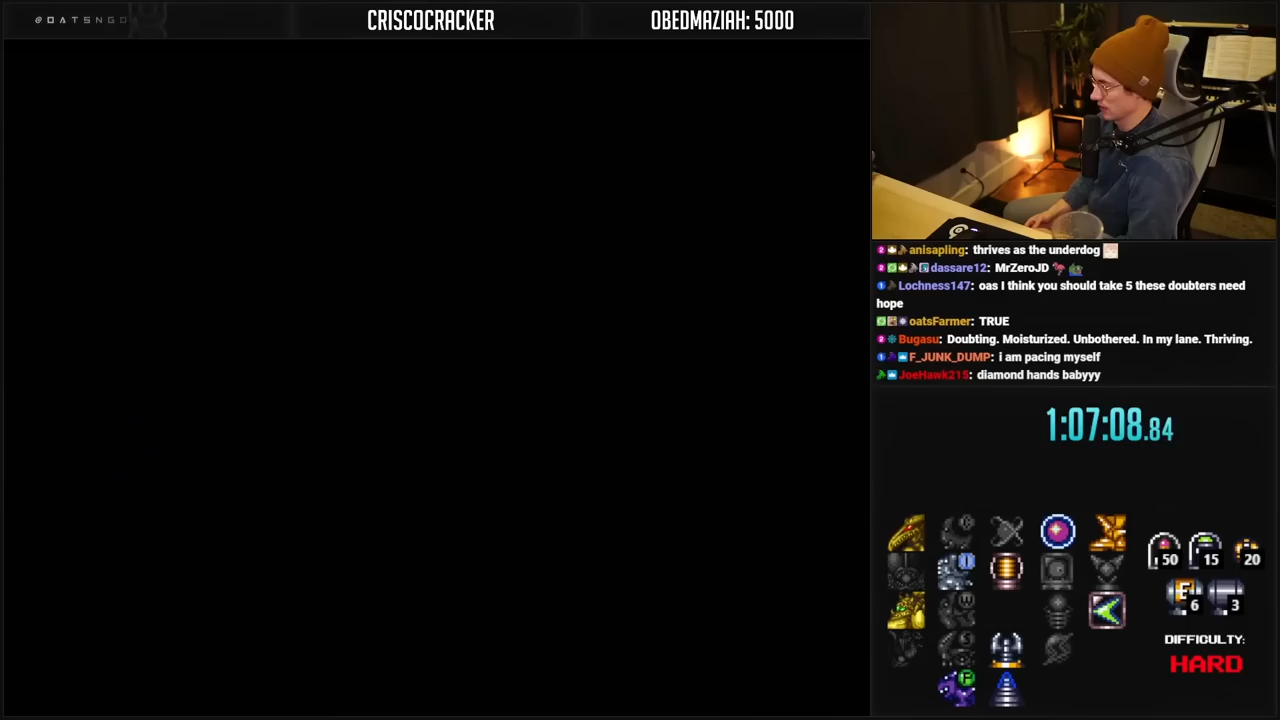 @OATSNGO
CRISCOCRACKER
OBEDMAZIAH: 5000
anisapling: thrives as the underdog
dassare12: MrZeroJD
Lochness147: oas I think you should take 5 these doubters need
hope
oatsFarmer: TRUE
Bugasu: Doubting. Moisturized. Unbothered. In my lane. Thriving.
F_JUNK_DUMP: i am pacing myself
JoeHawk215: diamond hands babyyy
1:07:08.84
50 15 20
6 3
DIFFICULTY:
HARD